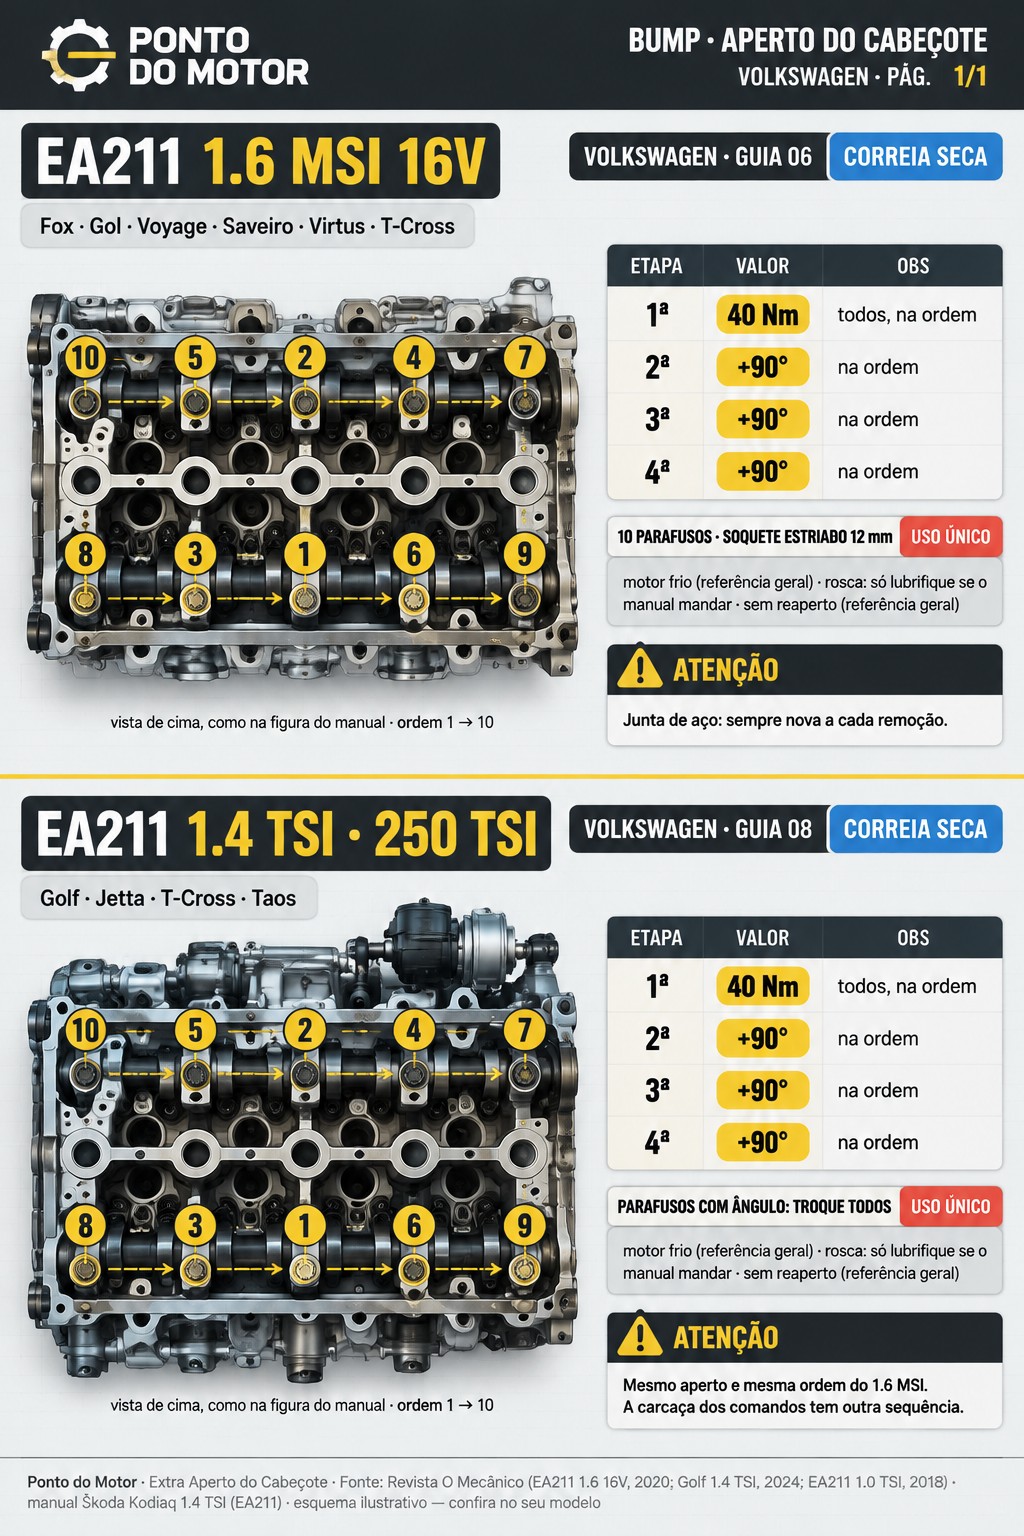 PONTO
DO MOTOR
BUMP · APERTO DO CABEÇOTE
VOLKSWAGEN · PÁG. 1/1
EA211 1.6 MSI 16V
VOLKSWAGEN · GUIA 06
CORREIA SECA
Fox · Gol · Voyage · Saveiro · Virtus · T-Cross
10 5 2 4 7
8 3 1 6 9
vista de cima, como na figura do manual · ordem 1 → 10
ETAPA VALOR OBS
1ª 40 Nm todos, na ordem
2ª +90° na ordem
3ª +90° na ordem
4ª +90° na ordem
10 PARAFUSOS · SOQUETE ESTRIABO 12 mm USO ÚNICO
motor frio (referência geral) · rosca: só lubrifique se o
manual mandar · sem reaperto (referência geral)
ATENÇÃO
Junta de aço: sempre nova a cada remoção.
EA211 1.4 TSI · 250 TSI
VOLKSWAGEN · GUIA 08
CORREIA SECA
Golf · Jetta · T-Cross · Taos
10 5 2 4 7
8 3 1 6 9
vista de cima, como na figura do manual · ordem 1 → 10
ETAPA VALOR OBS
1ª 40 Nm todos, na ordem
2ª +90° na ordem
3ª +90° na ordem
4ª +90° na ordem
PARAFUSOS COM ÂNGULO: TROQUE TODOS USO ÚNICO
motor frio (referência geral) · rosca: só lubrifique se o
manual mandar · sem reaperto (referência geral)
ATENÇÃO
Mesmo aperto e mesma ordem do 1.6 MSI.
A carcaça dos comandos tem outra sequência.
Ponto do Motor · Extra Aperto do Cabeçote · Fonte: Revista O Mecânico (EA211 1.6 16V, 2020; Golf 1.4 TSI, 2024; EA211 1.0 TSI, 2018) ·
manual Škoda Kodiaq 1.4 TSI (EA211) · esquema ilustrativo — confira no seu modelo